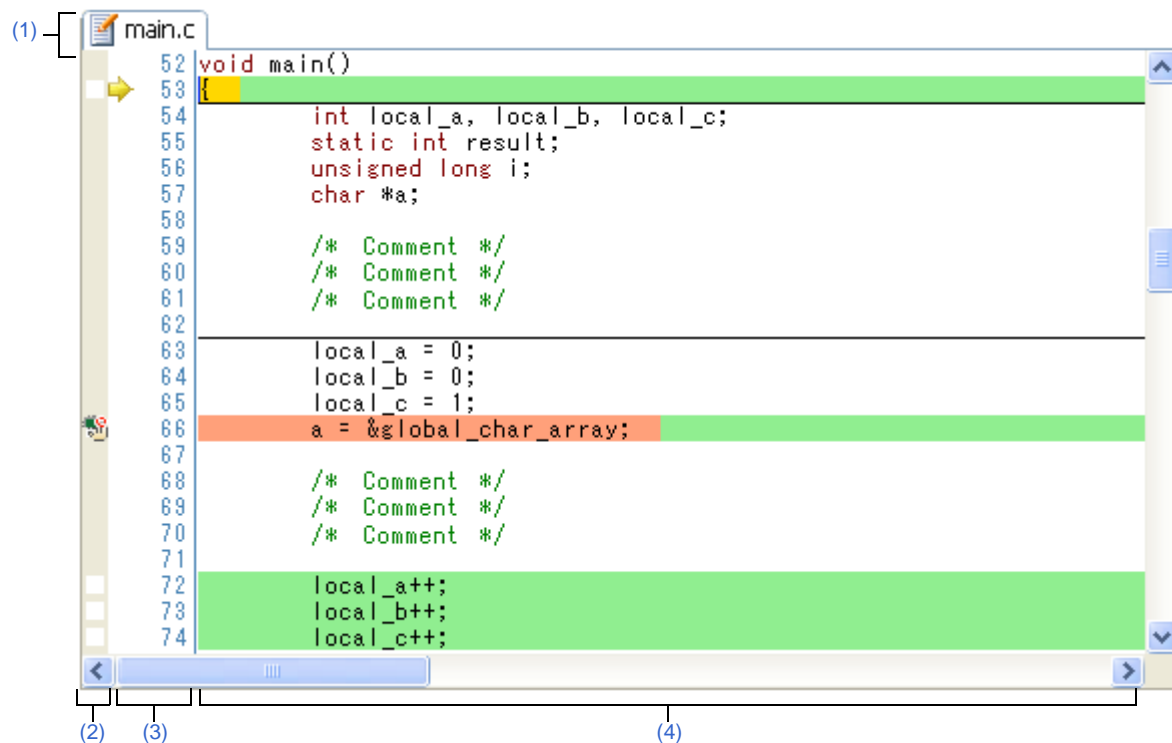 (1)
main.c
52 void main()
53 {
54 int local_a, local_b, local_c;
55 static int result;
56 unsigned long i;
57 char *a;
58
59 /* Comment */
60 /* Comment */
61 /* Comment */
62
63 local_a = 0;
64 local_b = 0;
65 local_c = 1;
66 a = &global_char_array;
67
68 /* Comment */
69 /* Comment */
70 /* Comment */
71
72 local_a++;
73 local_b++;
74 local_c++;
(2) (3) (4)